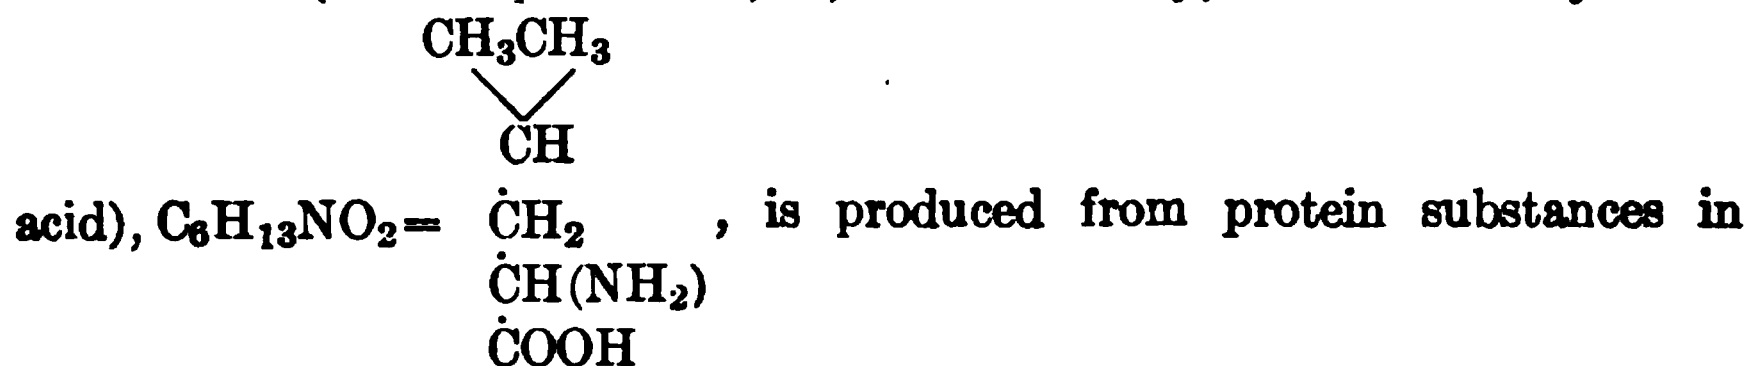 CH₃CH₃
CH
acid), C₆H₁₃NO₂= CH₂ , is produced from protein substances in
CH(NH₂)
COOH